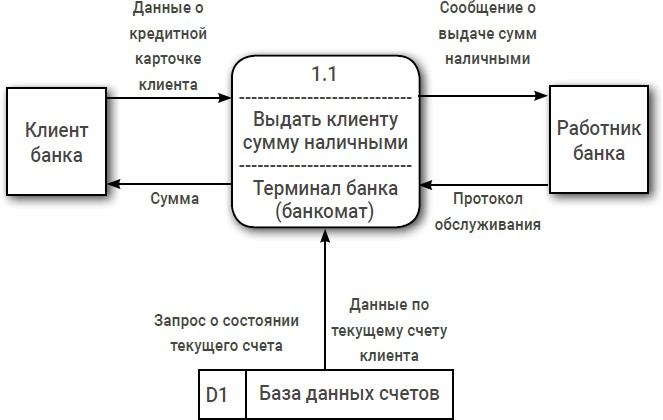 Данные о
кредитной
карточке
клиента
Сообщение о
выдаче сумм
наличными
1.1
Клиент
банка
Выдать клиенту
сумму наличными
Терминал банка
(банкомат)
Работник
банка
Сумма
Протокол
обслуживания
Запрос о состоянии
текущего счета
Данные по
текущему счету
клиента
D1 База данных счетов